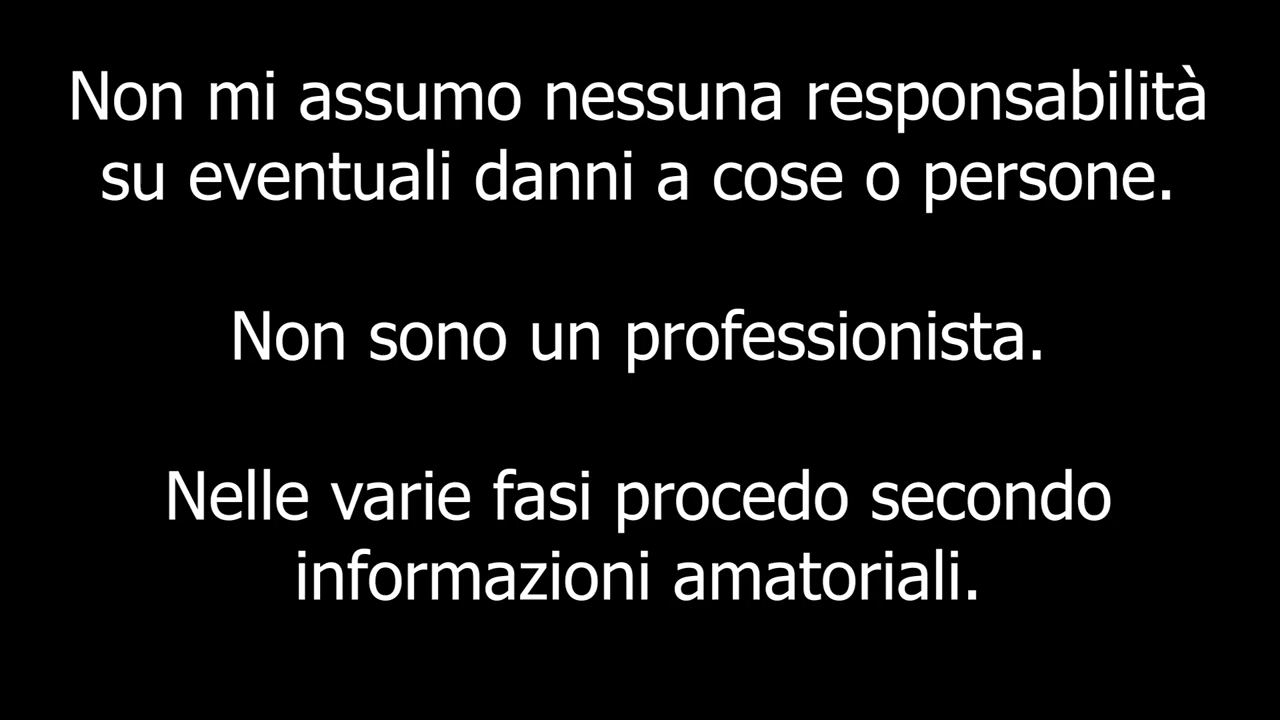 Non mi assumo nessuna responsabilità
su eventuali danni a cose o persone.
Non sono un professionista.
Nelle varie fasi procedo secondo
informazioni amatoriali.